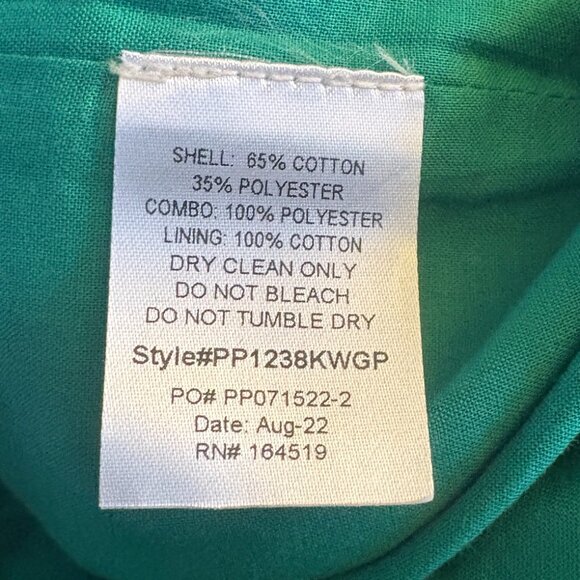 SHELL: 65% COTTON
35% POLYESTER
COMBO: 100% POLYESTER
LINING: 100% COTTON
DRY CLEAN ONLY
DO NOT BLEACH
DO NOT TUMBLE DRY
Style#PP1238KWGP
PO# PP071522-2
Date: Aug-22
RN# 164519